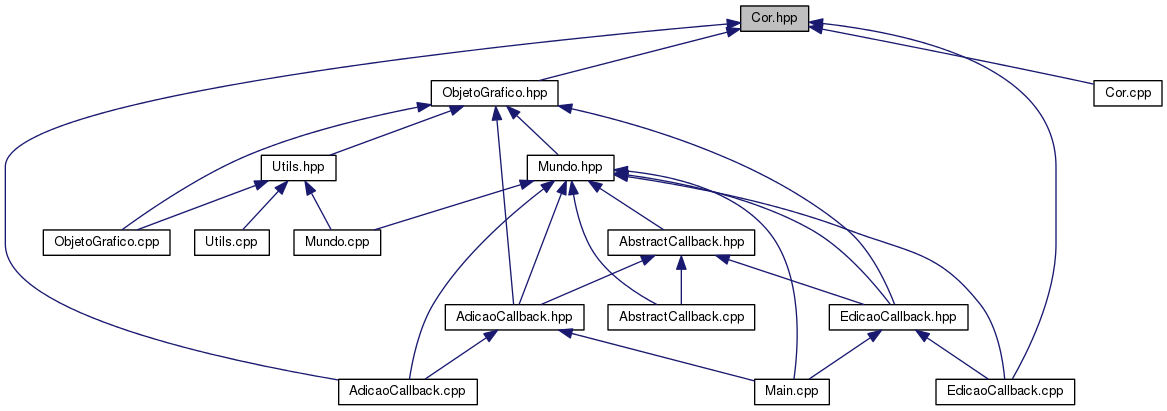 Cor.hpp
ObjetoGrafico.hpp
Cor.cpp
Utils.hpp
Mundo.hpp
ObjetoGrafico.cpp
Utils.cpp
Mundo.cpp
AbstractCallback.hpp
AdicaoCallback.hpp
AbstractCallback.cpp
EdicaoCallback.hpp
AdicaoCallback.cpp
Main.cpp
EdicaoCallback.cpp